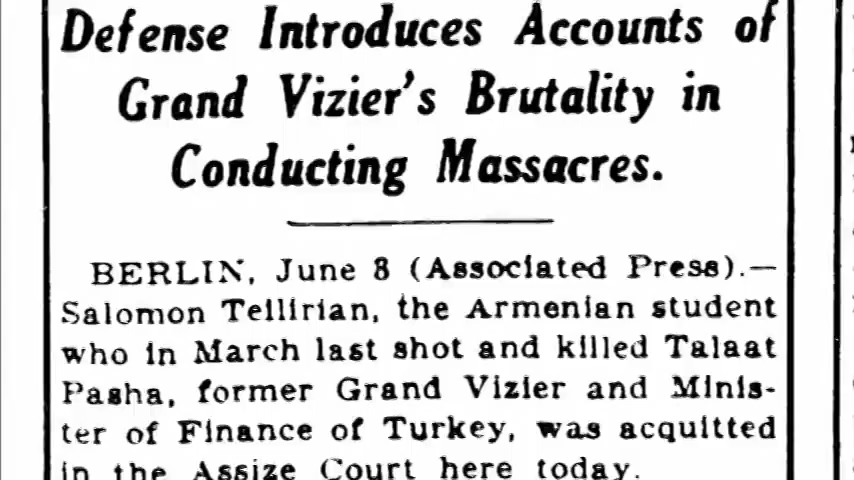 Defense Introduces Accounts of
Grand Vizier's Brutality in
Conducting Massacres.
BERLIN, June 8 (Associated Press).—
Salomon Tellirian, the Armenian student
who in March last shot and killed Talaat
Pasha, former Grand Vizier and Minis-
ter of Finance of Turkey, was acquitted
in the Assize Court here today.